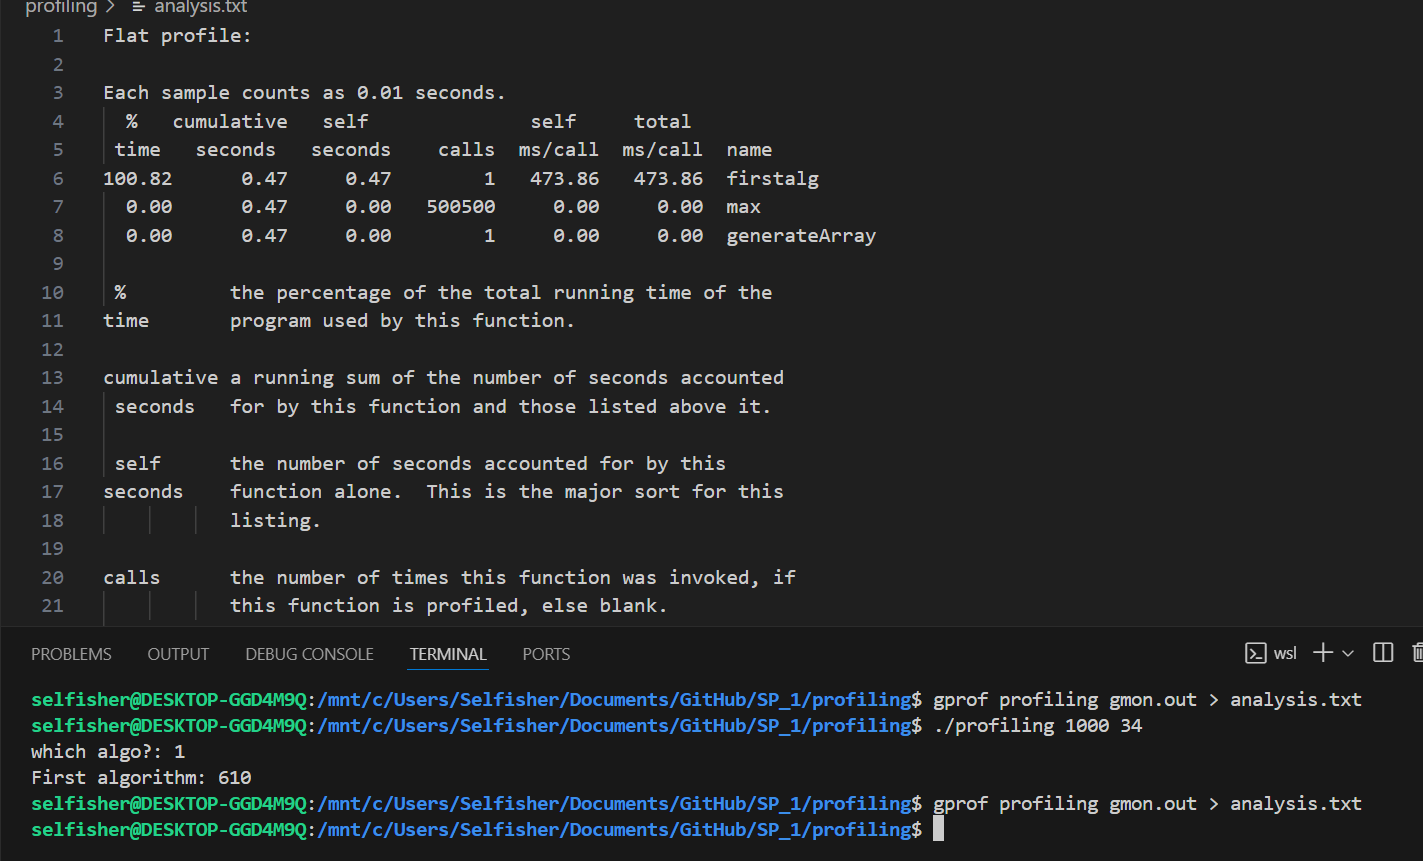 profiling > analysis.txt
1 Flat profile:
2
3 Each sample counts as 0.01 seconds.
4 % cumulative self self total
5 time seconds seconds calls ms/call ms/call name
6 100.82 0.47 0.47 1 473.86 473.86 firstalg
7 0.00 0.47 0.00 500500 0.00 0.00 max
8 0.00 0.47 0.00 1 0.00 0.00 generateArray
9
10 % the percentage of the total running time of the
11 time program used by this function.
12
13 cumulative a running sum of the number of seconds accounted
14 seconds for by this function and those listed above it.
15
16 self the number of seconds accounted for by this
17 seconds function alone. This is the major sort for this
18 listing.
19
20 calls the number of times this function was invoked, if
21 this function is profiled, else blank.
PROBLEMS OUTPUT DEBUG CONSOLE TERMINAL PORTS wsl
selfisher@DESKTOP-GGD4M9Q:/mnt/c/Users/Selfisher/Documents/GitHub/SP_1/profiling$ gprof profiling gmon.out > analysis.txt
selfisher@DESKTOP-GGD4M9Q:/mnt/c/Users/Selfisher/Documents/GitHub/SP_1/profiling$ ./profiling 1000 34
which algo?: 1
First algorithm: 610
selfisher@DESKTOP-GGD4M9Q:/mnt/c/Users/Selfisher/Documents/GitHub/SP_1/profiling$ gprof profiling gmon.out > analysis.txt
selfisher@DESKTOP-GGD4M9Q:/mnt/c/Users/Selfisher/Documents/GitHub/SP_1/profiling$